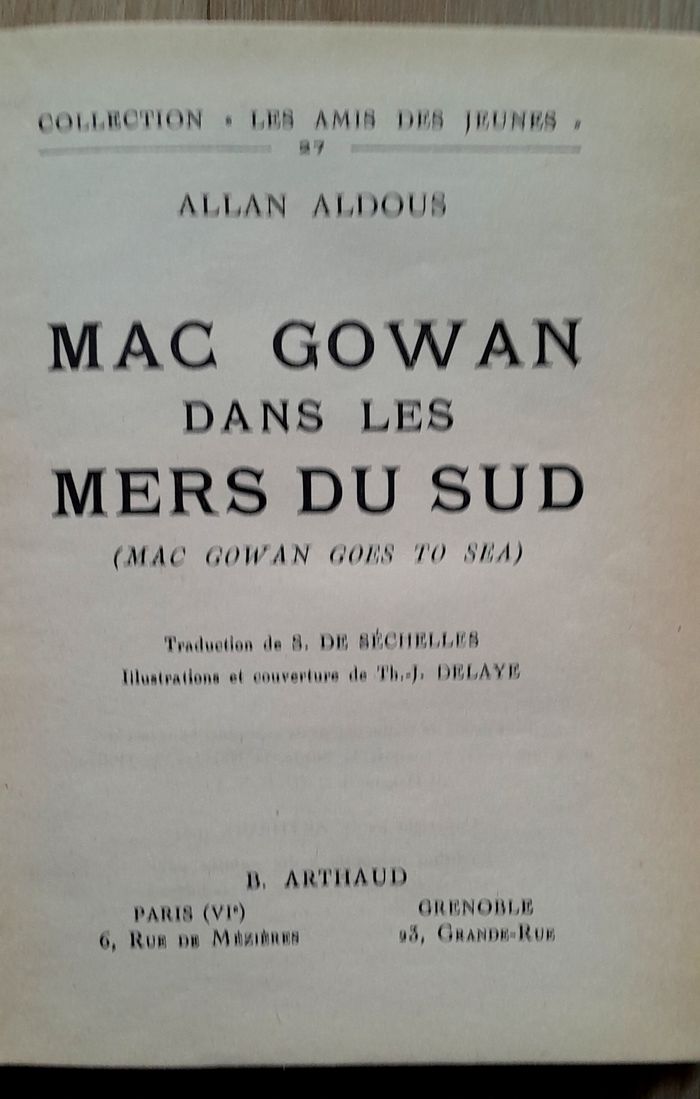 COLLECTION « LES AMIS DES JEUNES »
ALLAN ALDOUS
MAC GOWAN
DANS LES
MERS DU SUD
(MAC GOWAN GOES TO SEA)
Traduction de S. DE SÉCHELLES
Illustrations et couverture de Th.-J. DELAYE
B. ARTHAUD
PARIS (VIᵉ)
6, RUE DE MÉZIÈRES
GRENOBLE
23, GRANDE-RUE